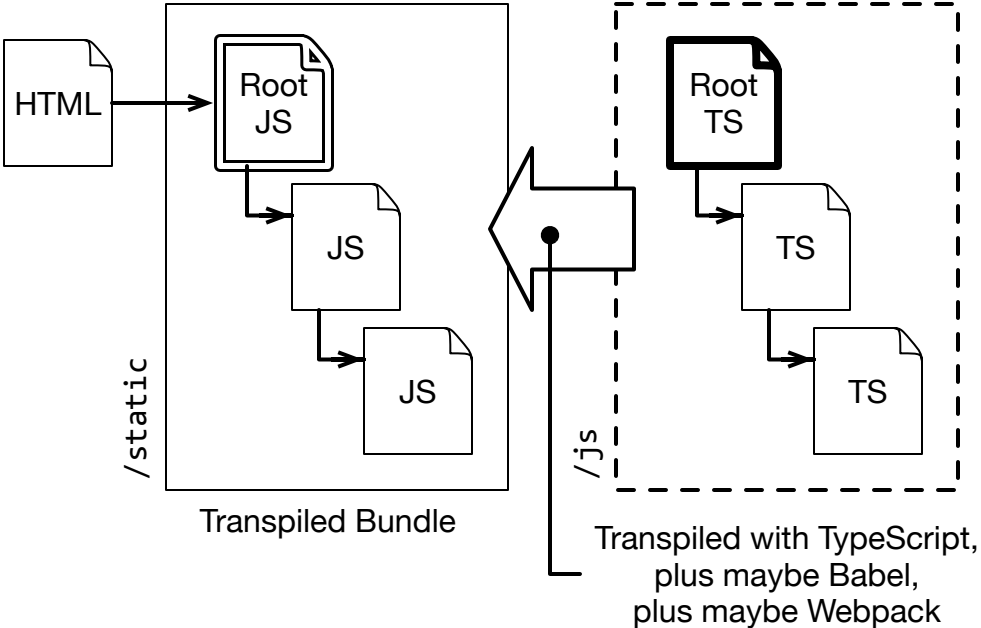 HTML
Root
JS
JS
JS
/static
Transpiled Bundle
Root
TS
TS
TS
/js
Transpiled with TypeScript,
plus maybe Babel,
plus maybe Webpack